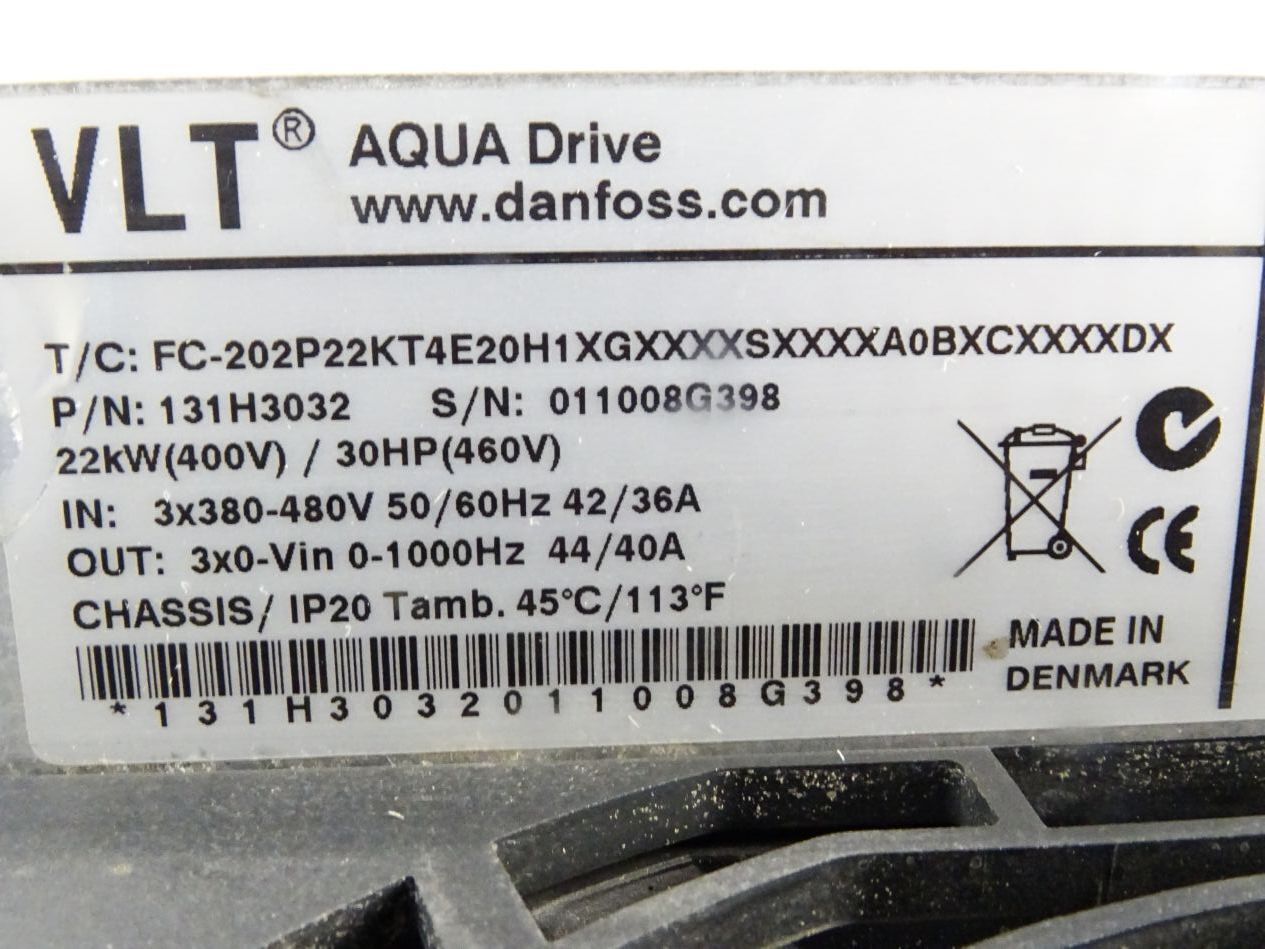 VLT® AQUA Drive
www.danfoss.com
T/C: FC-202P22KT4E20H1XGXXXXSXXXXA0BXCXXXXDX
P/N: 131H3032 S/N: 011008G398
22kW(400V) / 30HP(460V)
IN: 3x380-480V 50/60Hz 42/36A
OUT: 3x0-Vin 0-1000Hz 44/40A
CHASSIS/ IP20 Tamb. 45°C/113°F
*131H3032011008G398*
CE
MADE IN
DENMARK